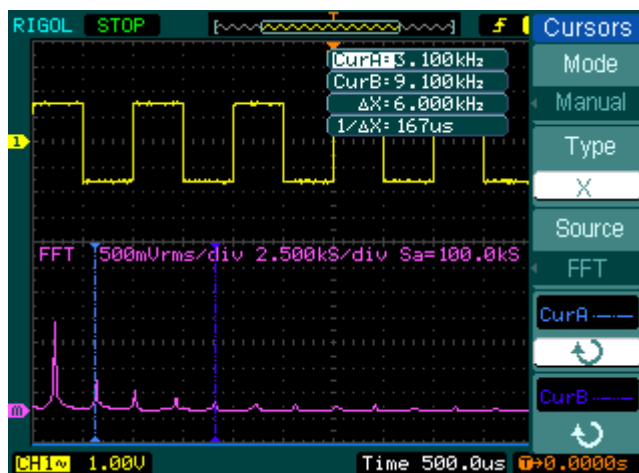 RIGOL STOP
Cursors
CurA= 3.100kHz
CurB= 9.100kHz
ΔX= 6.000kHz
1/ΔX= 167us
Mode
Manual
Type
X
Source
FFT
CurA
CurB
1
FFT 500mVrms/div 2.500kS/div Sa=100.0kS
M
CH1~ 1.00V Time 500.0us T→0.0000s